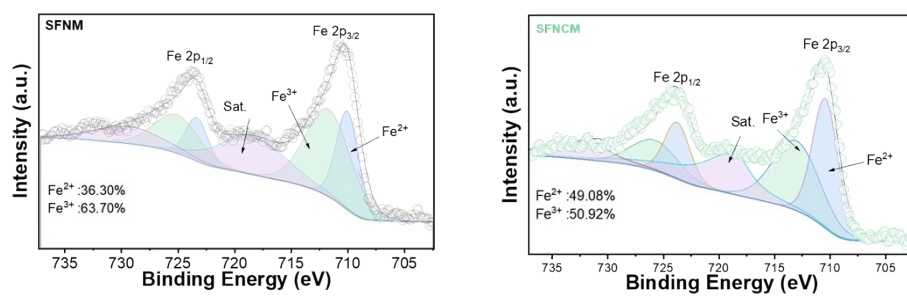 SFNM
Fe 2p3/2
Fe 2p1/2
Sat.
Fe3+
Fe2+
Fe2+ :36.30%
Fe3+ :63.70%
735 730 725 720 715 710 705
Binding Energy (eV)
Intensity (a.u.)
SFNCM
Fe 2p3/2
Fe 2p1/2
Sat.
Fe3+
Fe2+
Fe2+ :49.08%
Fe3+ :50.92%
735 730 725 720 715 710 705
Binding Energy (eV)
Intensity (a.u.)